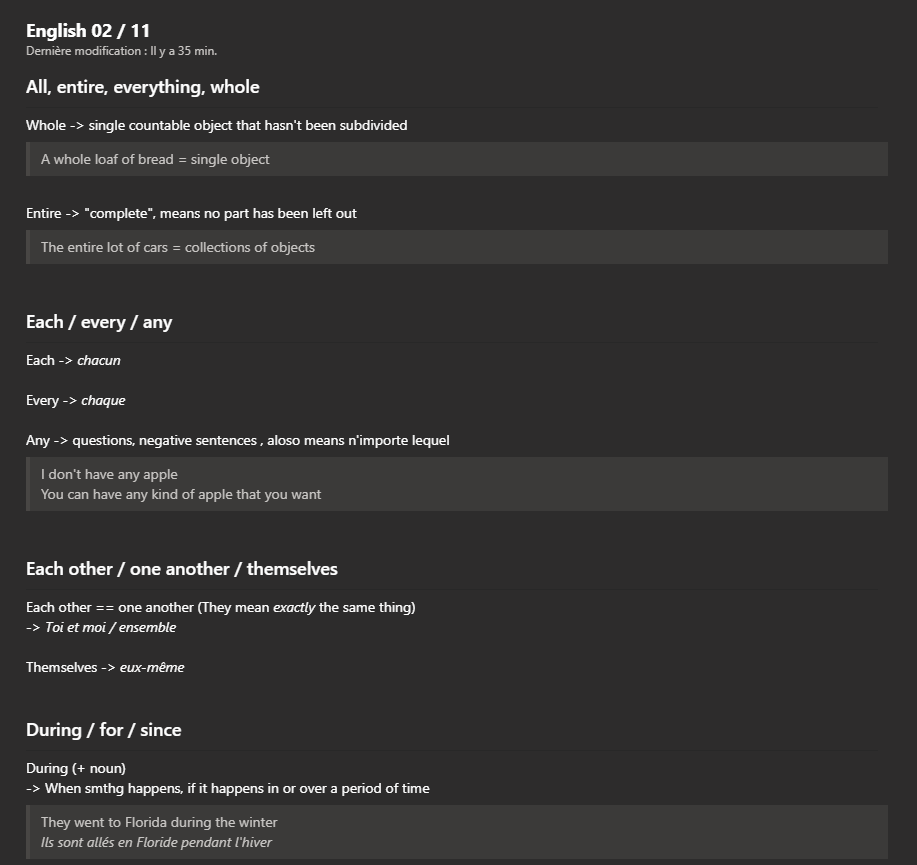 English 02 / 11
Dernière modification : Il y a 35 min.
All, entire, everything, whole
Whole -> single countable object that hasn't been subdivided
A whole loaf of bread = single object
Entire -> "complete", means no part has been left out
The entire lot of cars = collections of objects
Each / every / any
Each -> chacun
Every -> chaque
Any -> questions, negative sentences , aloso means n'importe lequel
I don't have any apple
You can have any kind of apple that you want
Each other / one another / themselves
Each other == one another (They mean exactly the same thing)
-> Toi et moi / ensemble
Themselves -> eux-même
During / for / since
During (+ noun)
-> When smthg happens, if it happens in or over a period of time
They went to Florida during the winter
Ils sont allés en Floride pendant l'hiver